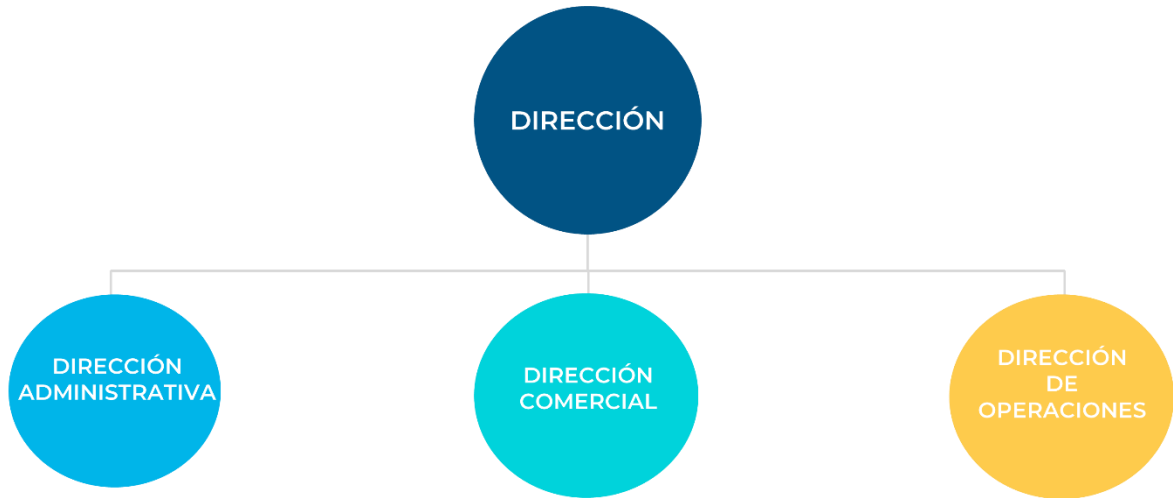 DIRECCIÓN
DIRECCIÓN
ADMINISTRATIVA
DIRECCIÓN
COMERCIAL
DIRECCIÓN
DE
OPERACIONES